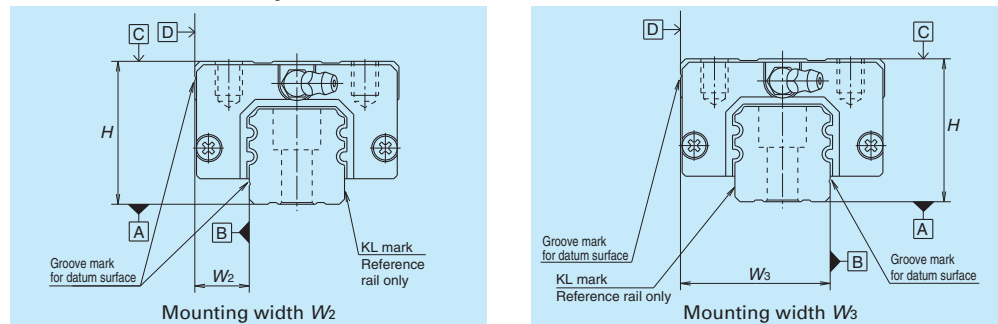 D
C
H
A
B
KL mark
Reference
rail only
Groove mark
for datum surface
W2
Mounting width W2
D
C
H
A
B
Groove mark
for datum surface
KL mark
Reference rail only
W3
Groove mark
for datum surface
Mounting width W3